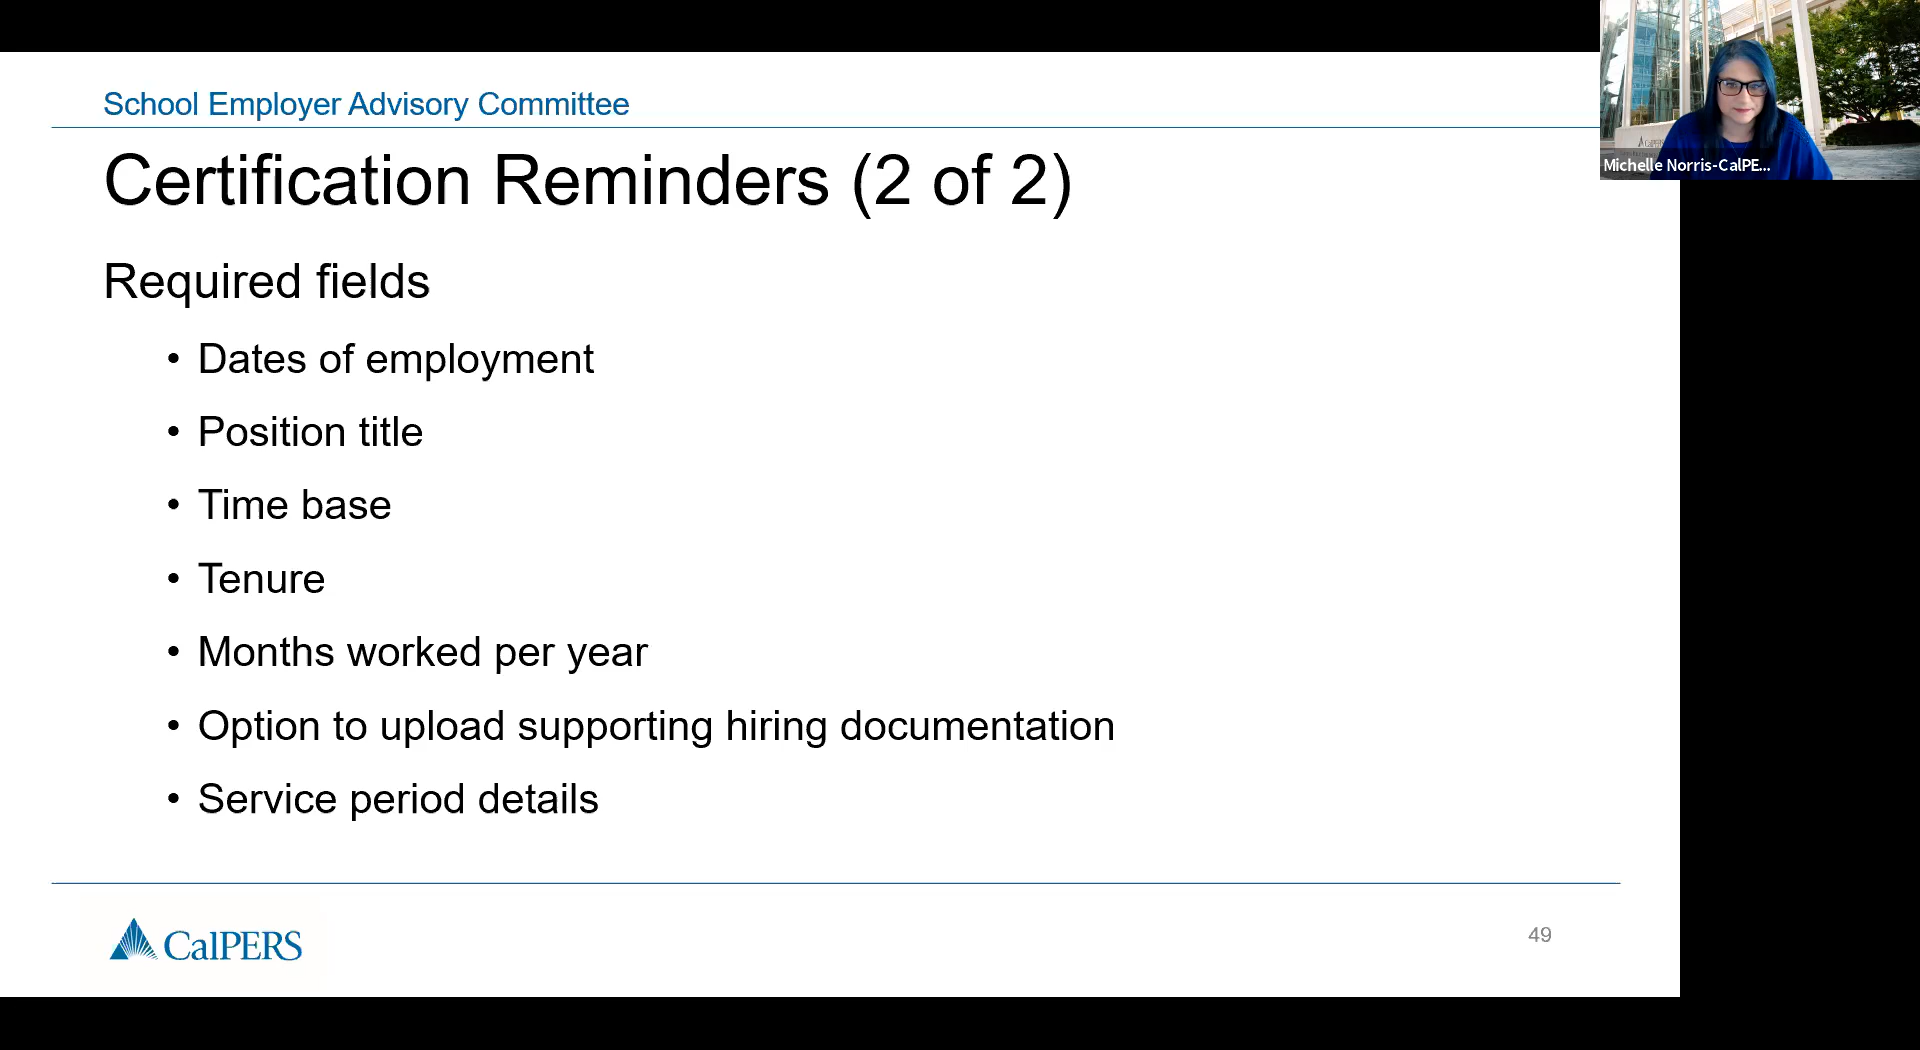 School Employer Advisory Committee
Certification Reminders (2 of 2)
Required fields
• Dates of employment
• Position title
• Time base
• Tenure
• Months worked per year
• Option to upload supporting hiring documentation
• Service period details
CalPERS
49
CalPERS
Michelle Norris-CalPE...